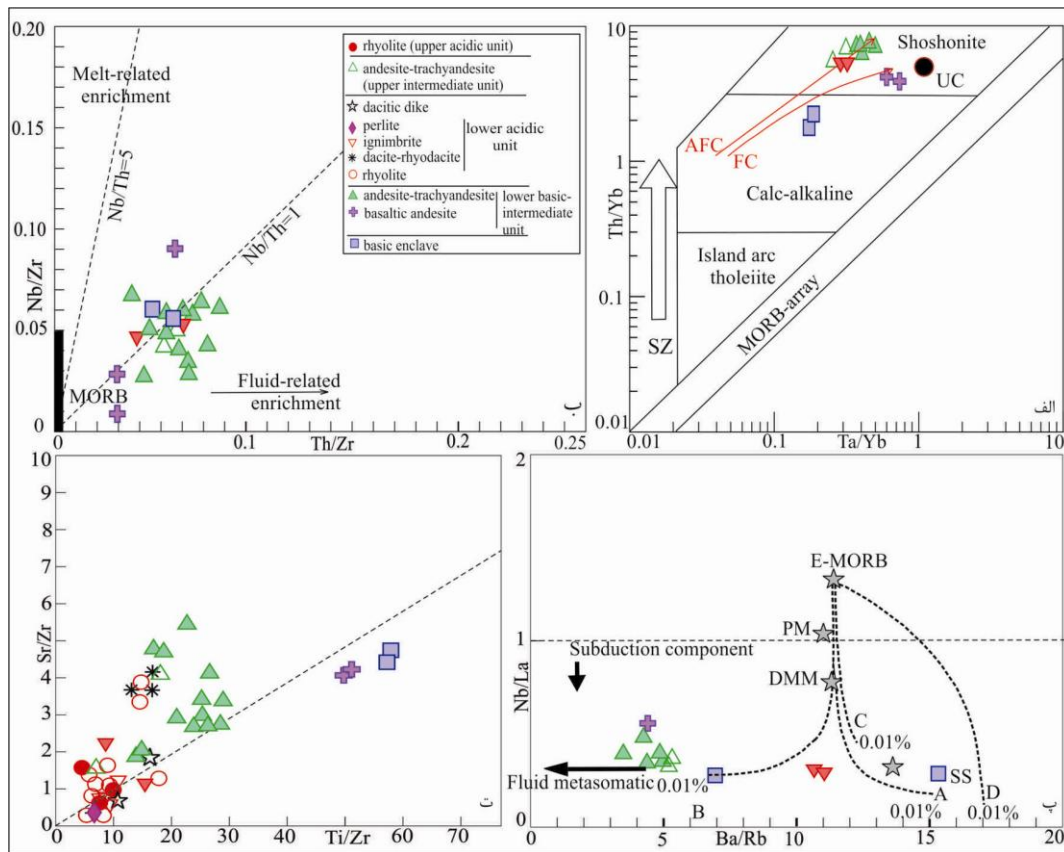 0.20
Melt-related
enrichment
Nb/Th=5
0.15
0.10
Nb/Zr
Nb/Th=1
0.05
MORB
Fluid-related
enrichment
0
0
0.1
Th/Zr
0.2
0.25
rhyolite (upper acidic unit)
andesite-trachyandesite
(upper intermediate unit)
dacitic dike
perlite
ignimbrite
dacite-rhyodacite
rhyolite
lower acidic
unit
andesite-trachyandesite
basaltic andesite
lower basic-
intermediate
unit
basic enclave
10
Shoshonite
UC
AFC
FC
1
Th/Yb
Calc-alkaline
Island arc
tholeiite
0.1
SZ
MORB-array
0.01
0.01
0.1
Ta/Yb
1
10
الف
10
9
8
7
6
Sr/Zr
5
4
3
2
1
0
0
10
20
30
Ti/Zr
40
50
60
70
2
E-MORB
PM
1
Subduction component
Nb/La
DMM
C
0.01%
Fluid metasomatic
0.01%
SS
B
A
D
0.01%
0.01%
0
0
5
Ba/Rb
10
15
20